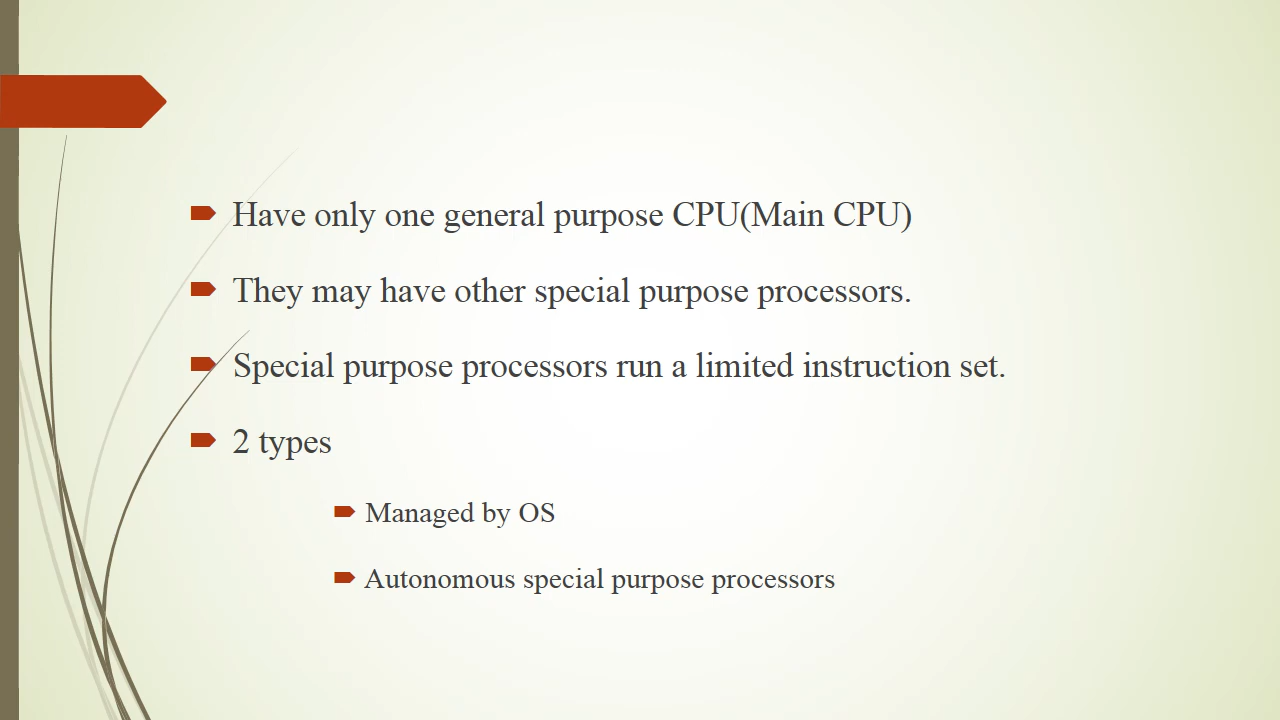 Have only one general purpose CPU(Main CPU)
They may have other special purpose processors.
Special purpose processors run a limited instruction set.
2 types
Managed by OS
Autonomous special purpose processors